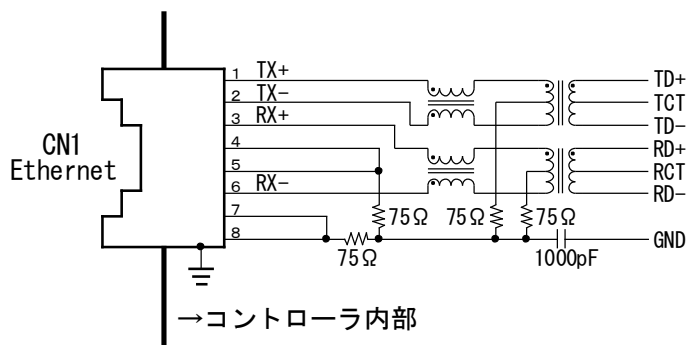 1 TX+
2 TX-
3 RX+
4
5
6 RX-
7
8
CN1
Ethernet
TD+
TCT
TD-
RD+
RCT
RD-
GND
75Ω
75Ω
75Ω
75Ω
1000pF
→コントローラ内部